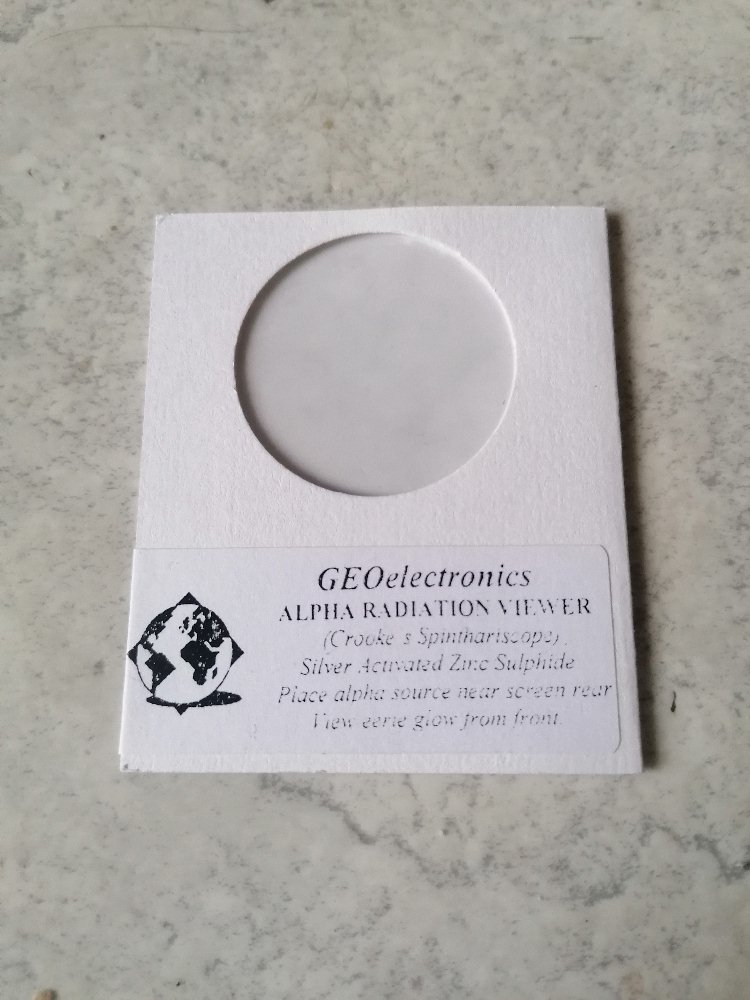 GEOelectronics
ALPHA RADIATION VIEWER
(Crooke s Spinthariscope)
Silver Activated Zinc Sulphide
Place alpha source near screen rear
View eerie glow from front.